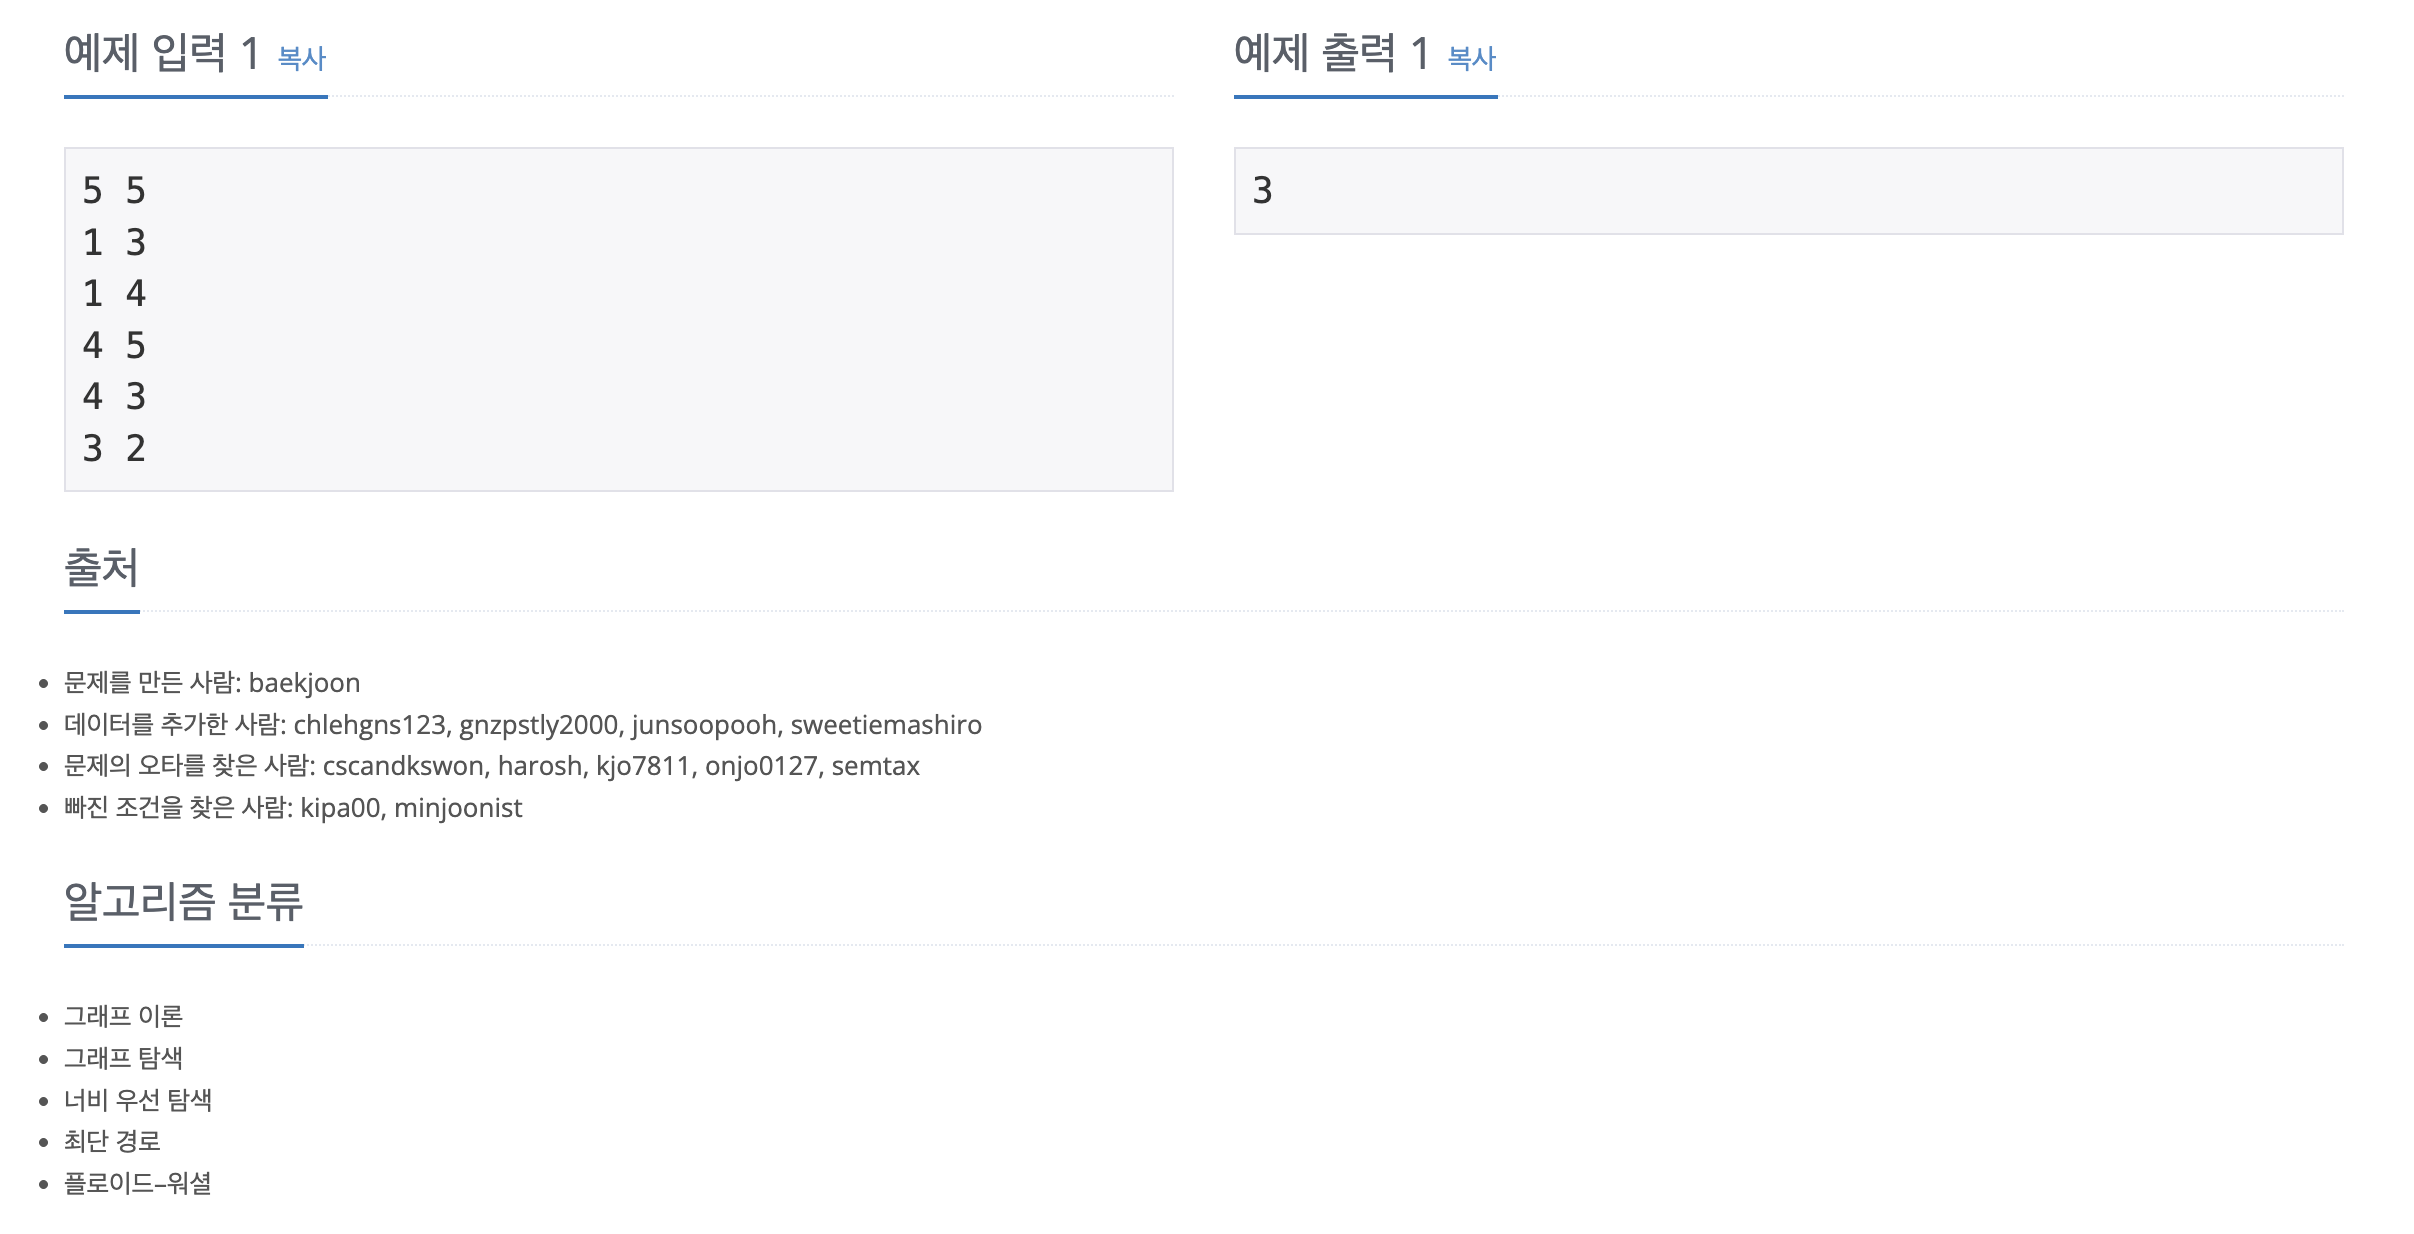 예제 입력 1 복사
5 5
1 3
1 4
4 5
4 3
3 2
예제 출력 1 복사
3
출처
문제를 만든 사람: baekjoon
데이터를 추가한 사람: chlehgns123, gnzpstly2000, junsoopooh, sweetiemashiro
문제의 오타를 찾은 사람: cscandkswon, harosh, kjo7811, onjo0127, semtax
빠진 조건을 찾은 사람: kipa00, minjoonist
알고리즘 분류
그래프 이론
그래프 탐색
너비 우선 탐색
최단 경로
플로이드–워셜